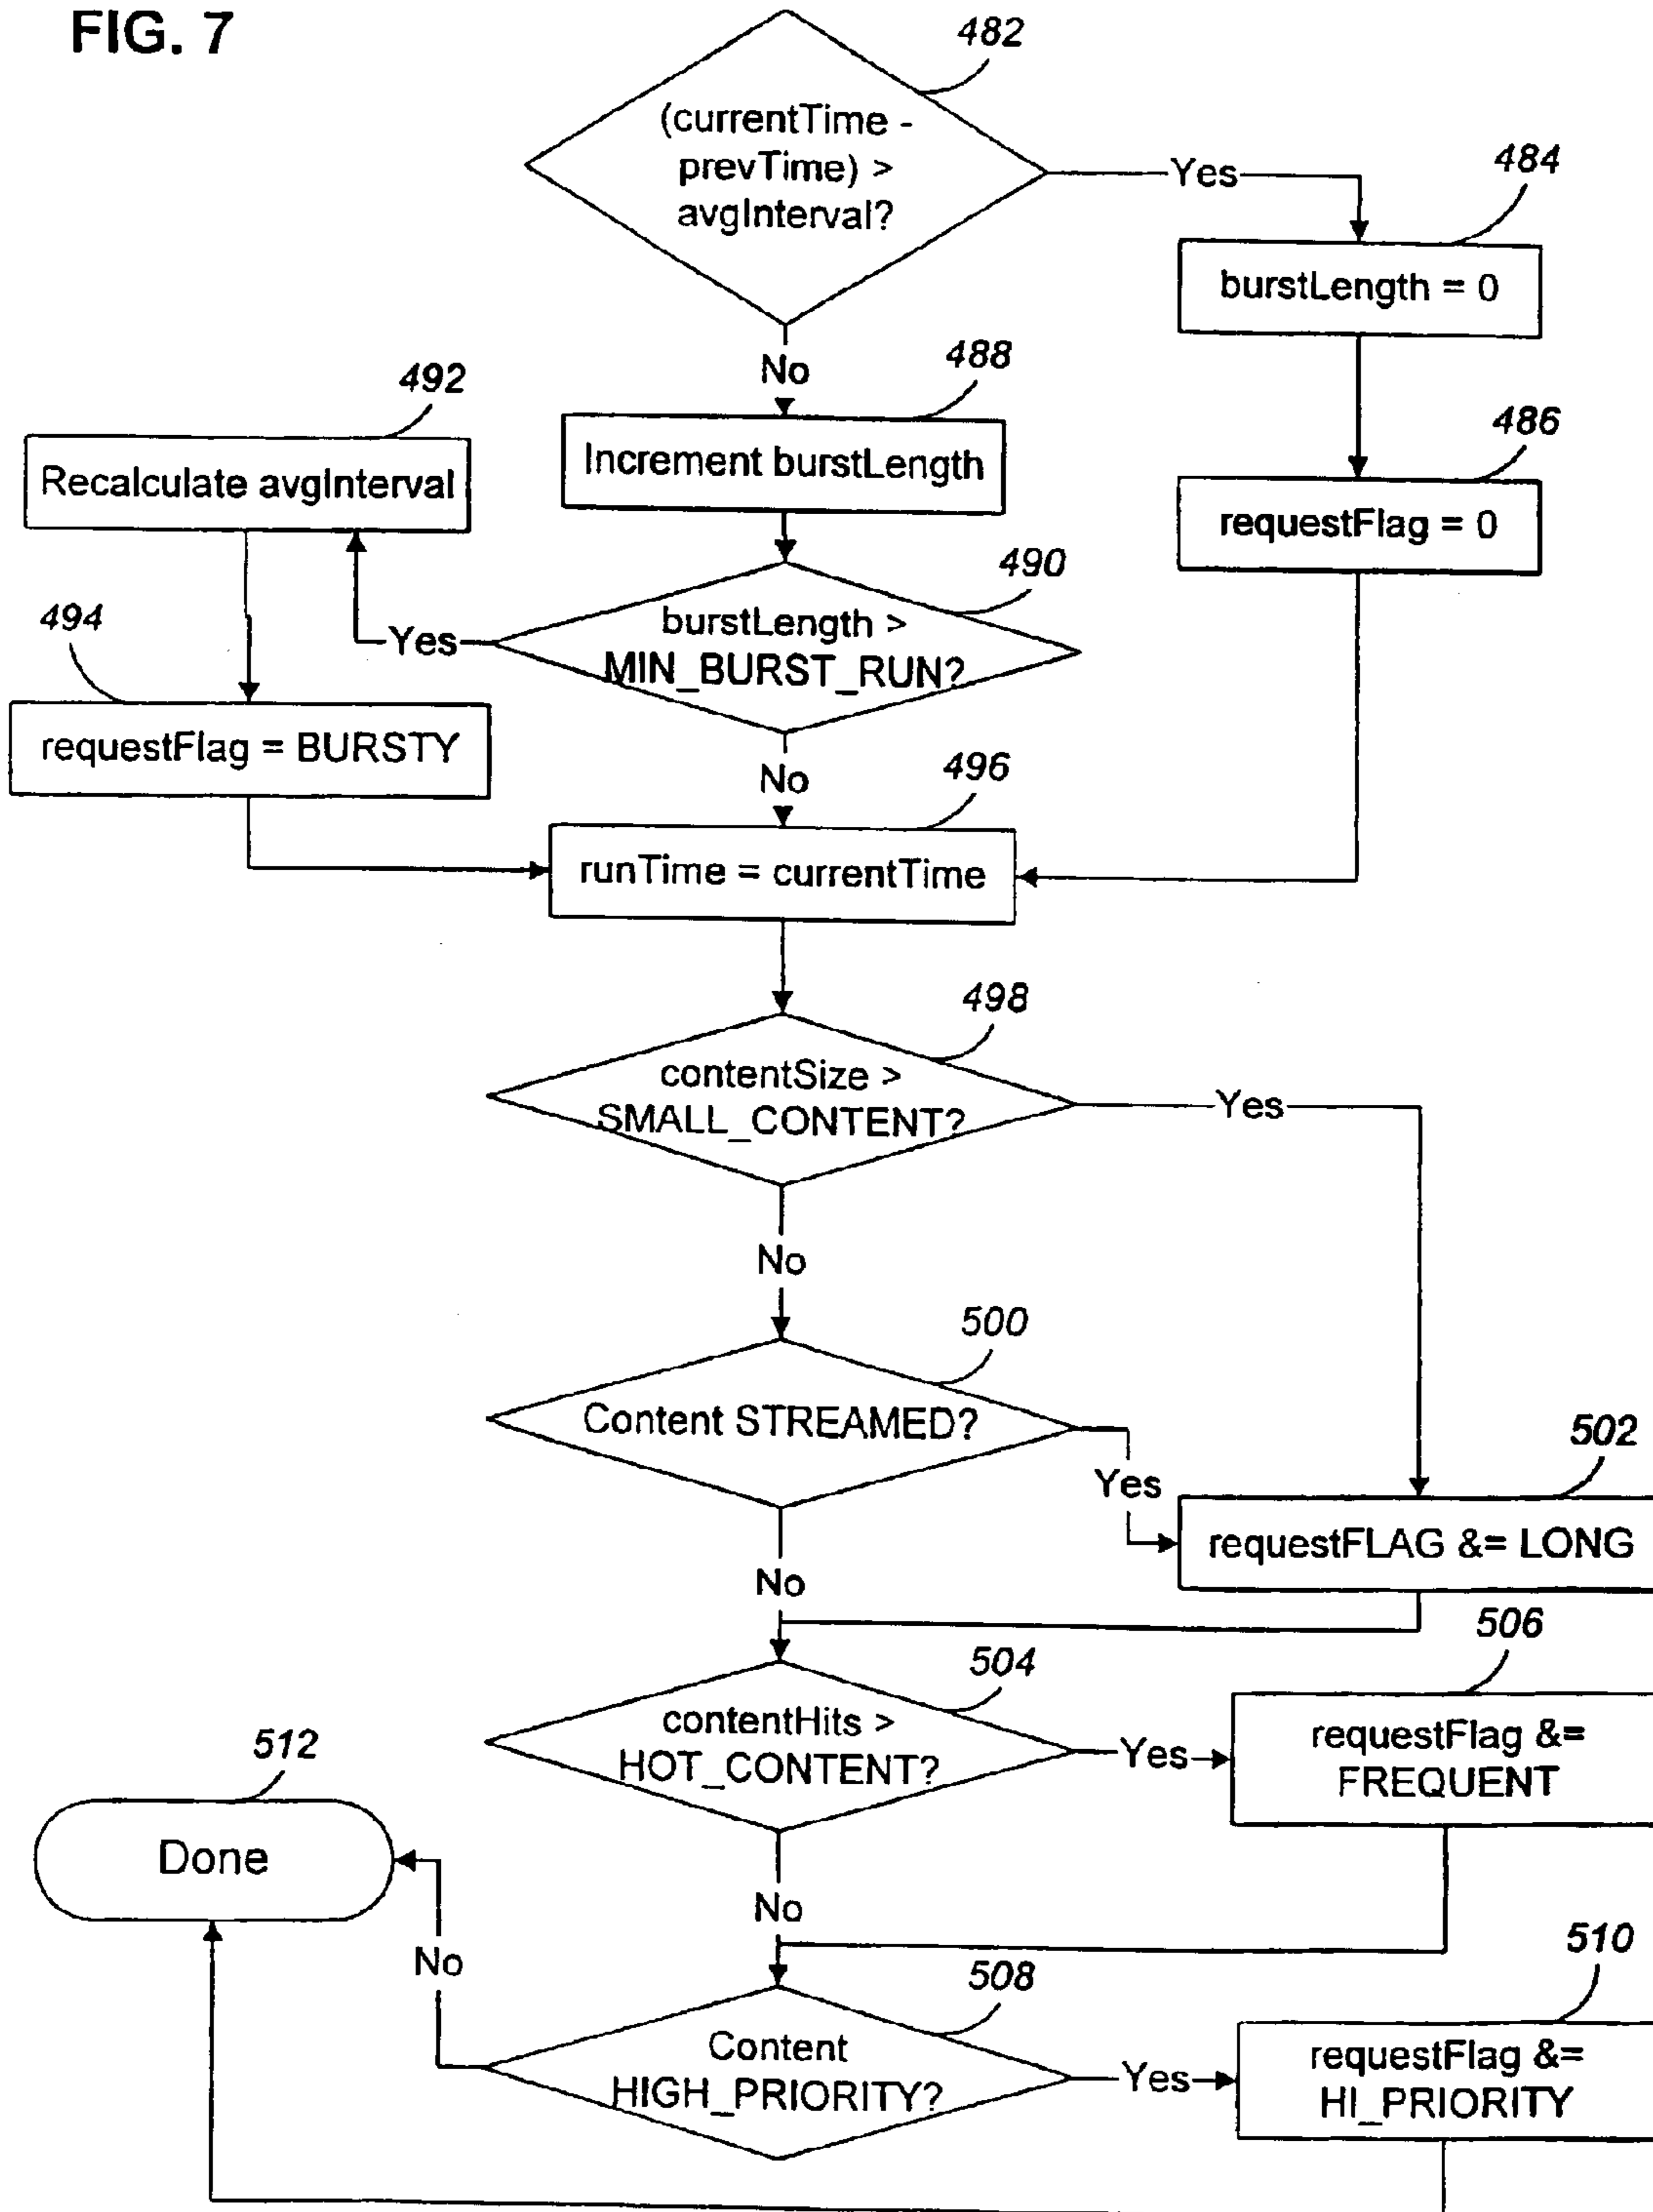 FIG. 7
482
(currentTime -
prevTime) >
avgInterval?
Yes
484
burstLength = 0
No
488
492
Increment burstLength
486
Recalculate avgInterval
requestFlag = 0
490
burstLength >
MIN_BURST_RUN?
Yes
494
requestFlag = BURSTY
No
496
runTime = currentTime
498
contentSize >
SMALL_CONTENT?
Yes
No
500
Content STREAMED?
Yes
502
requestFLAG &= LONG
No
506
504
contentHits >
HOT_CONTENT?
Yes
requestFlag &=
FREQUENT
512
Done
No
No
508
510
Content
HIGH_PRIORITY?
Yes
requestFlag &=
HI_PRIORITY